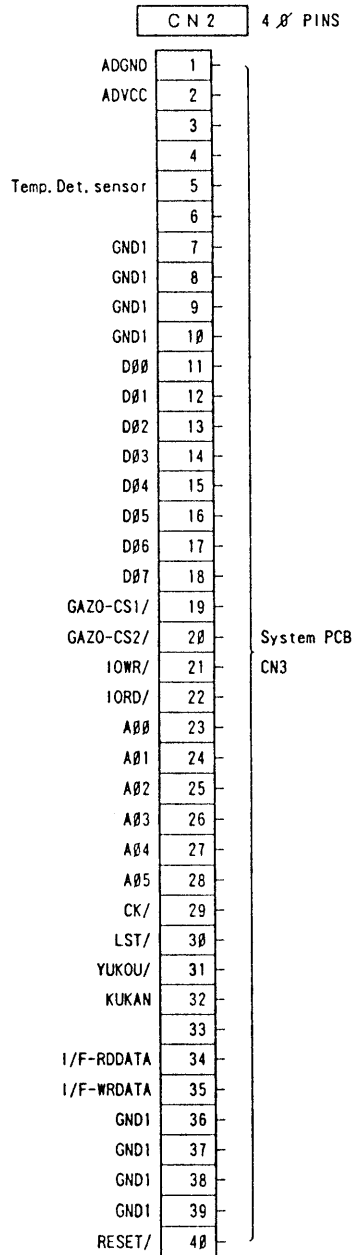 CN2 4Ø PINS
ADGND 1
ADVCC 2
3
4
Temp. Det. sensor 5
6
GND1 7
GND1 8
GND1 9
GND1 1Ø
DØØ 11
DØ1 12
DØ2 13
DØ3 14
DØ4 15
DØ5 16
DØ6 17
DØ7 18
GAZO-CS1/ 19
GAZO-CS2/ 2Ø System PCB
IOWR/ 21 CN3
IORD/ 22
AØØ 23
AØ1 24
AØ2 25
AØ3 26
AØ4 27
AØ5 28
CK/ 29
LST/ 3Ø
YUKOU/ 31
KUKAN 32
33
I/F-RDDATA 34
I/F-WRDATA 35
GND1 36
GND1 37
GND1 38
GND1 39
RESET/ 4Ø